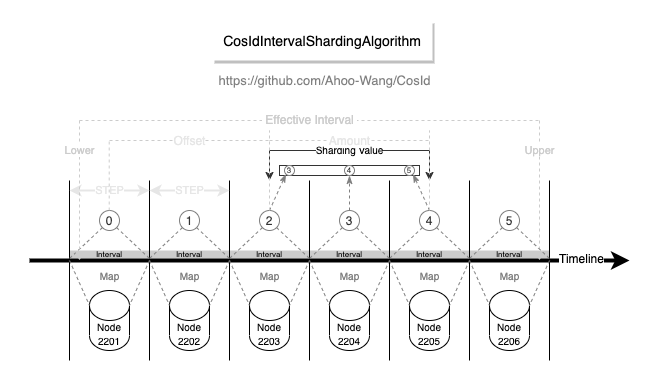 CosIdIntervalShardingAlgorithm
https://github.com/Ahoo-Wang/CosId
Effective Interval
Offset
Amount
Lower
Sharding value
Upper
3 4 5
STEP STEP
0 1 2 3 4 5
Interval Interval Interval Interval Interval Interval
Timeline
Map Map Map Map Map Map
Node Node Node Node Node Node
2201 2202 2203 2204 2205 2206